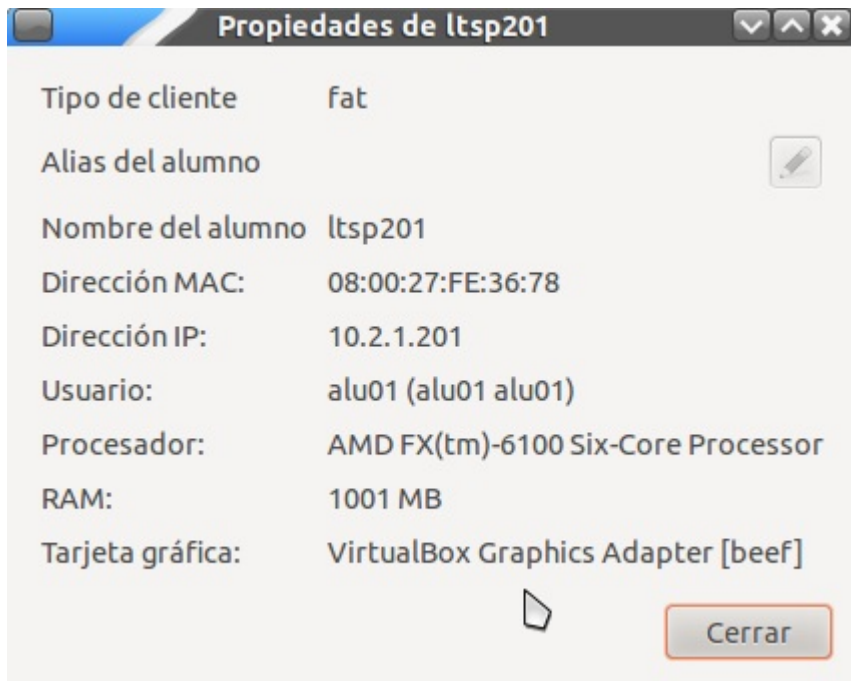 Propiedades de ltsp201
Tipo de cliente fat
Alias del alumno
Nombre del alumno ltsp201
Dirección MAC: 08:00:27:FE:36:78
Dirección IP: 10.2.1.201
Usuario: alu01 (alu01 alu01)
Procesador: AMD FX(tm)-6100 Six-Core Processor
RAM: 1001 MB
Tarjeta gráfica: VirtualBox Graphics Adapter [beef]
Cerrar